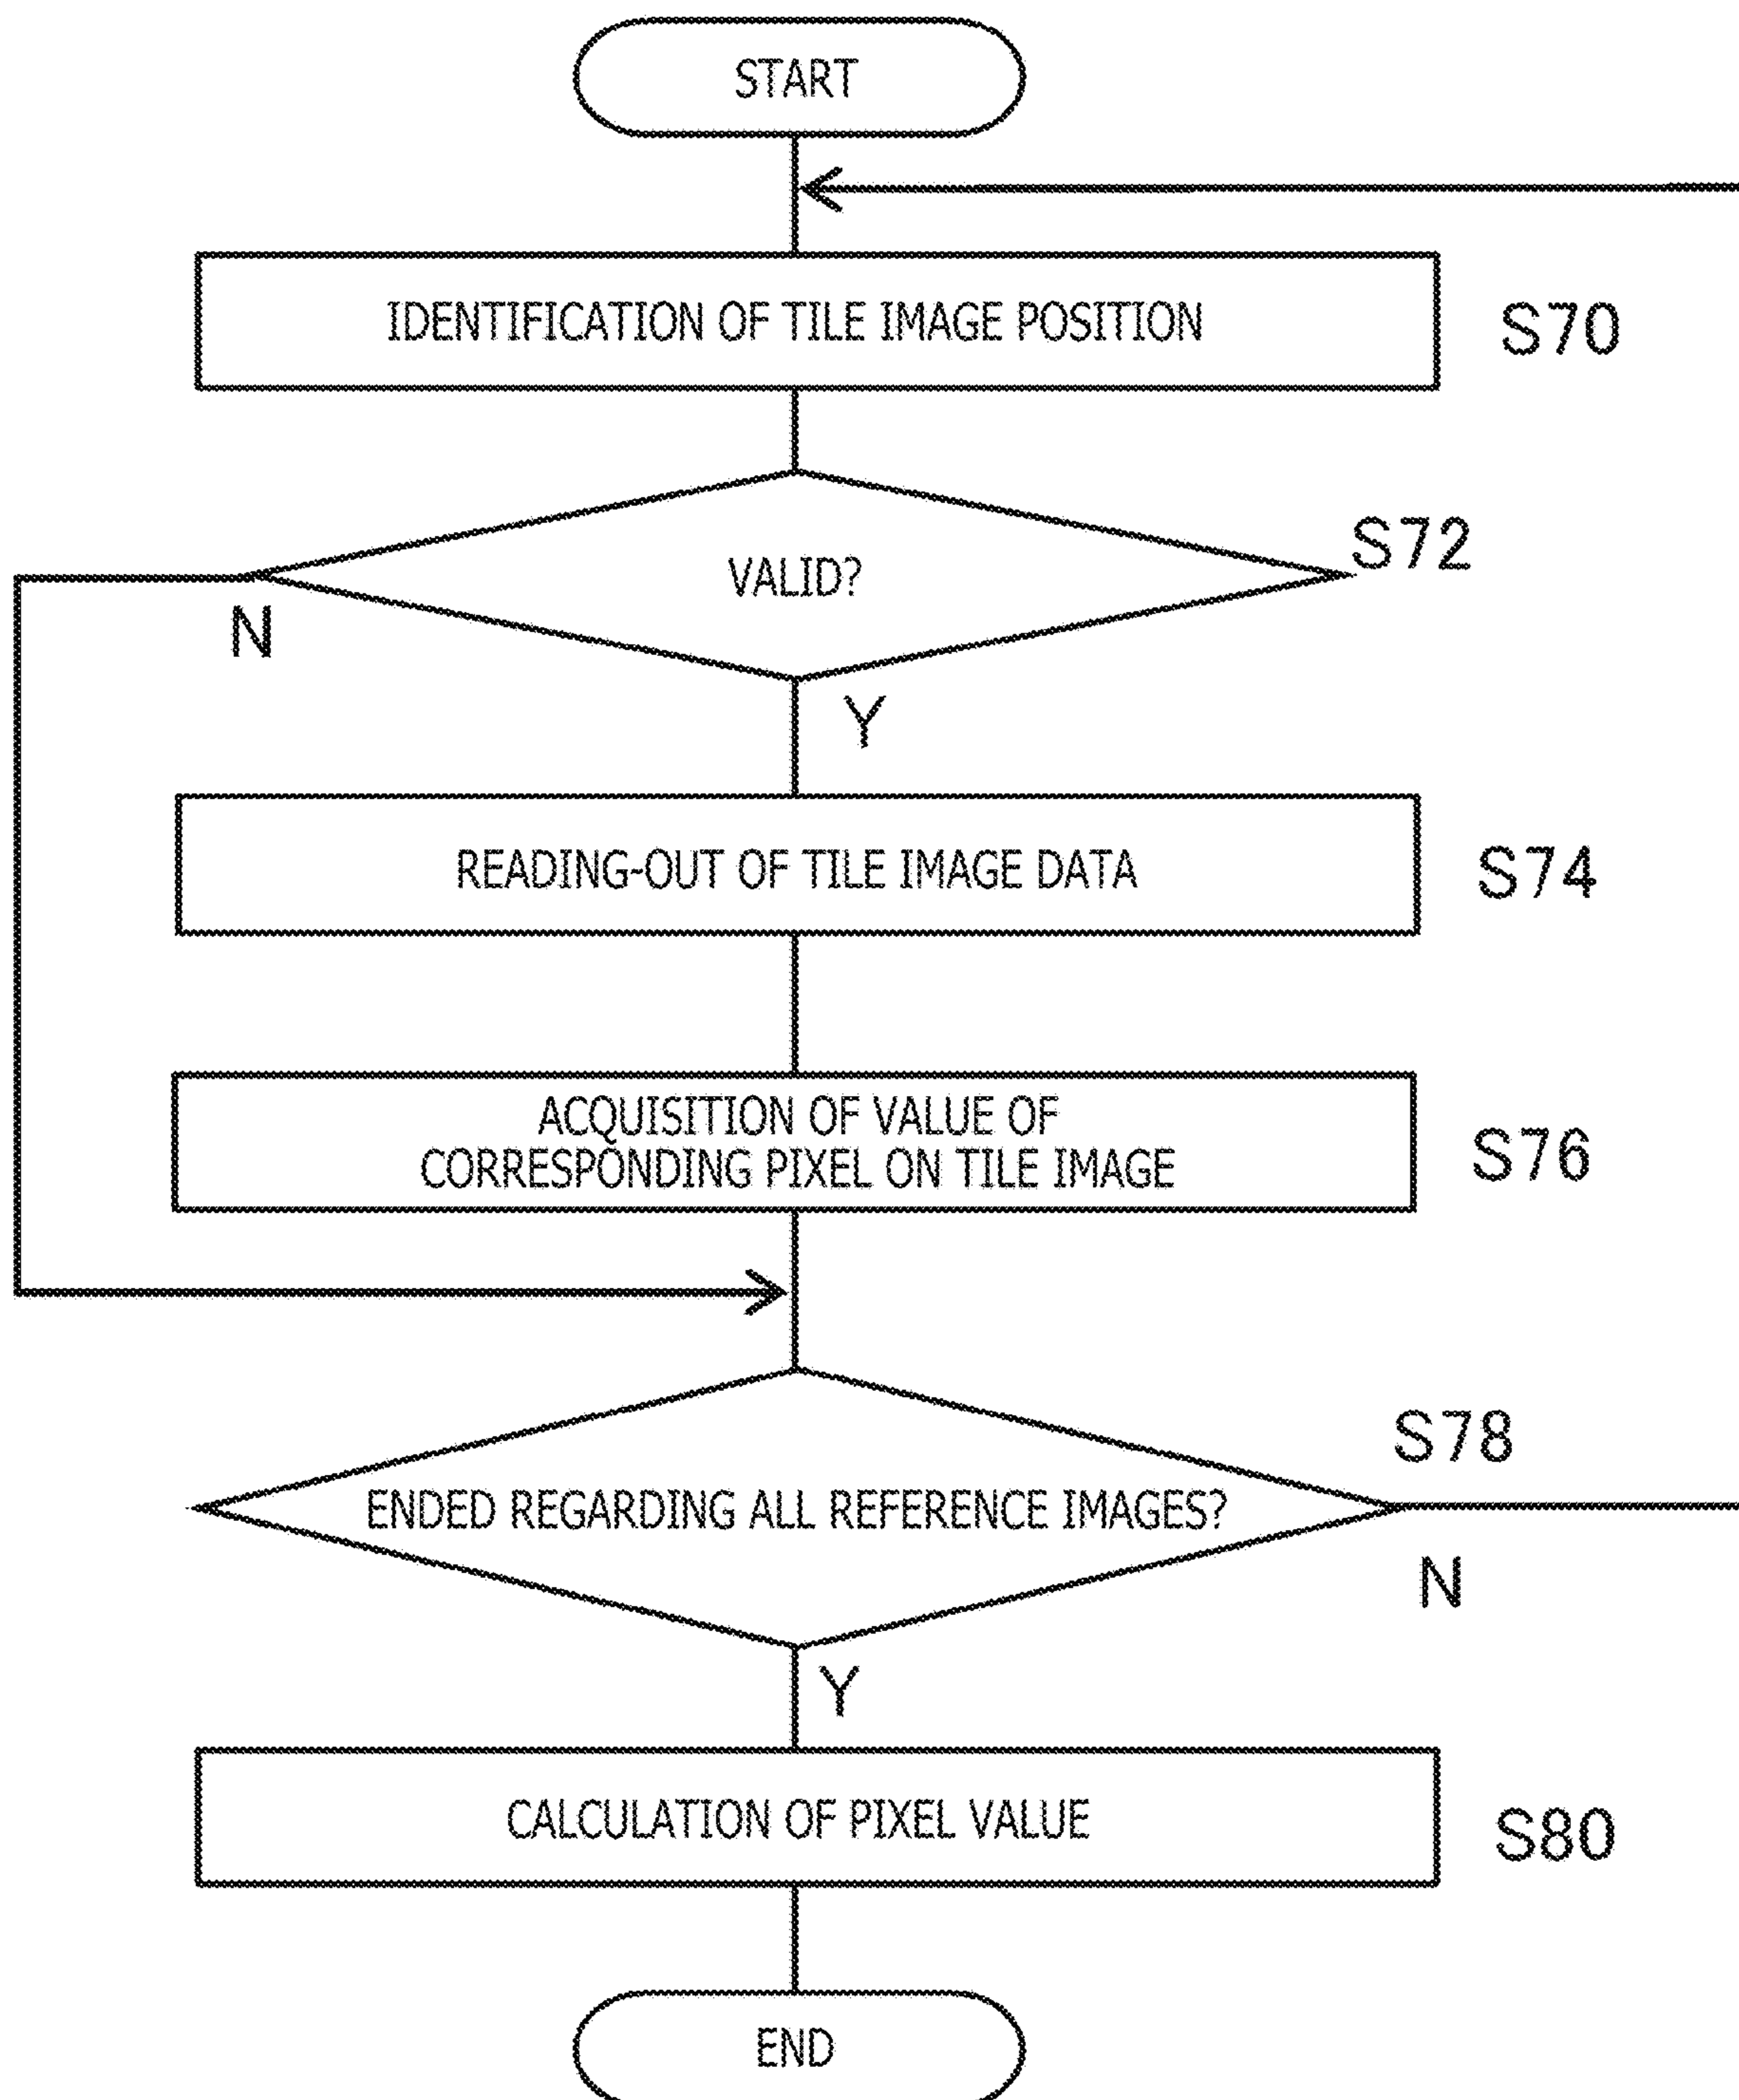 START
IDENTIFICATION OF TILE IMAGE POSITION
S70
VALID?
S72
N
Y
READING-OUT OF TILE IMAGE DATA
S74
ACQUISITION OF VALUE OF
CORRESPONDING PIXEL ON TILE IMAGE
S76
ENDED REGARDING ALL REFERENCE IMAGES?
S78
N
Y
CALCULATION OF PIXEL VALUE
S80
END